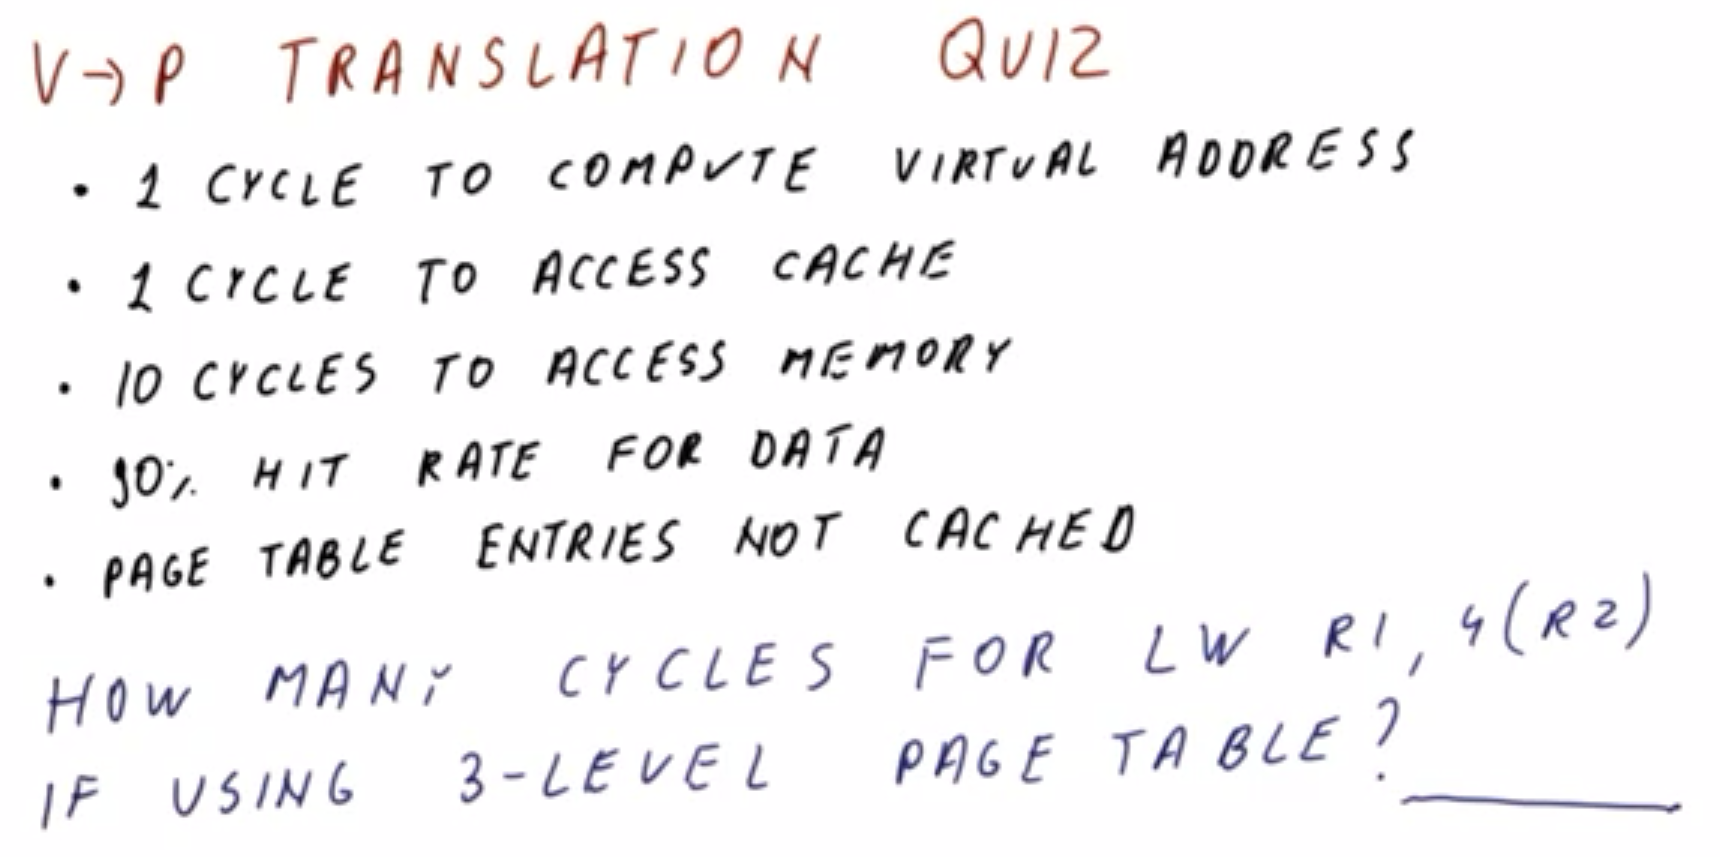 V→P TRANSLATION QUIZ
• 1 CYCLE TO COMPUTE VIRTUAL ADDRESS
• 1 CYCLE TO ACCESS CACHE
• 10 CYCLES TO ACCESS MEMORY
• 90% HIT RATE FOR DATA
• PAGE TABLE ENTRIES NOT CACHED
HOW MANY CYCLES FOR LW R1, 4(R2)
IF USING 3-LEVEL PAGE TABLE? ______